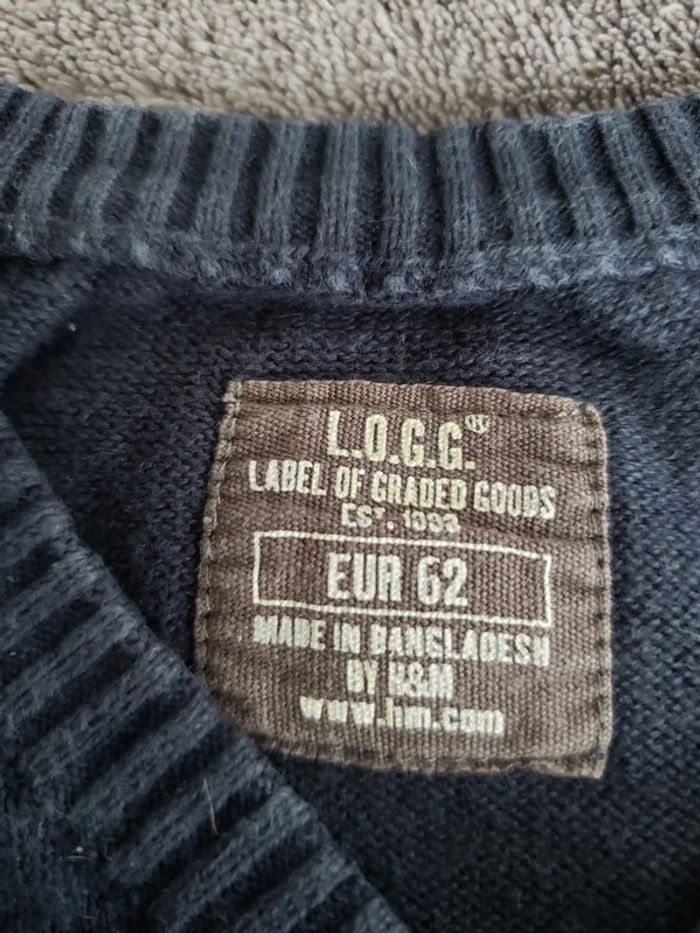 L.O.G.G.®
LABEL OF GRADED GOODS
EST. 1993
EUR 62
MADE IN BANGLADESH
BY H&M
www.hm.com